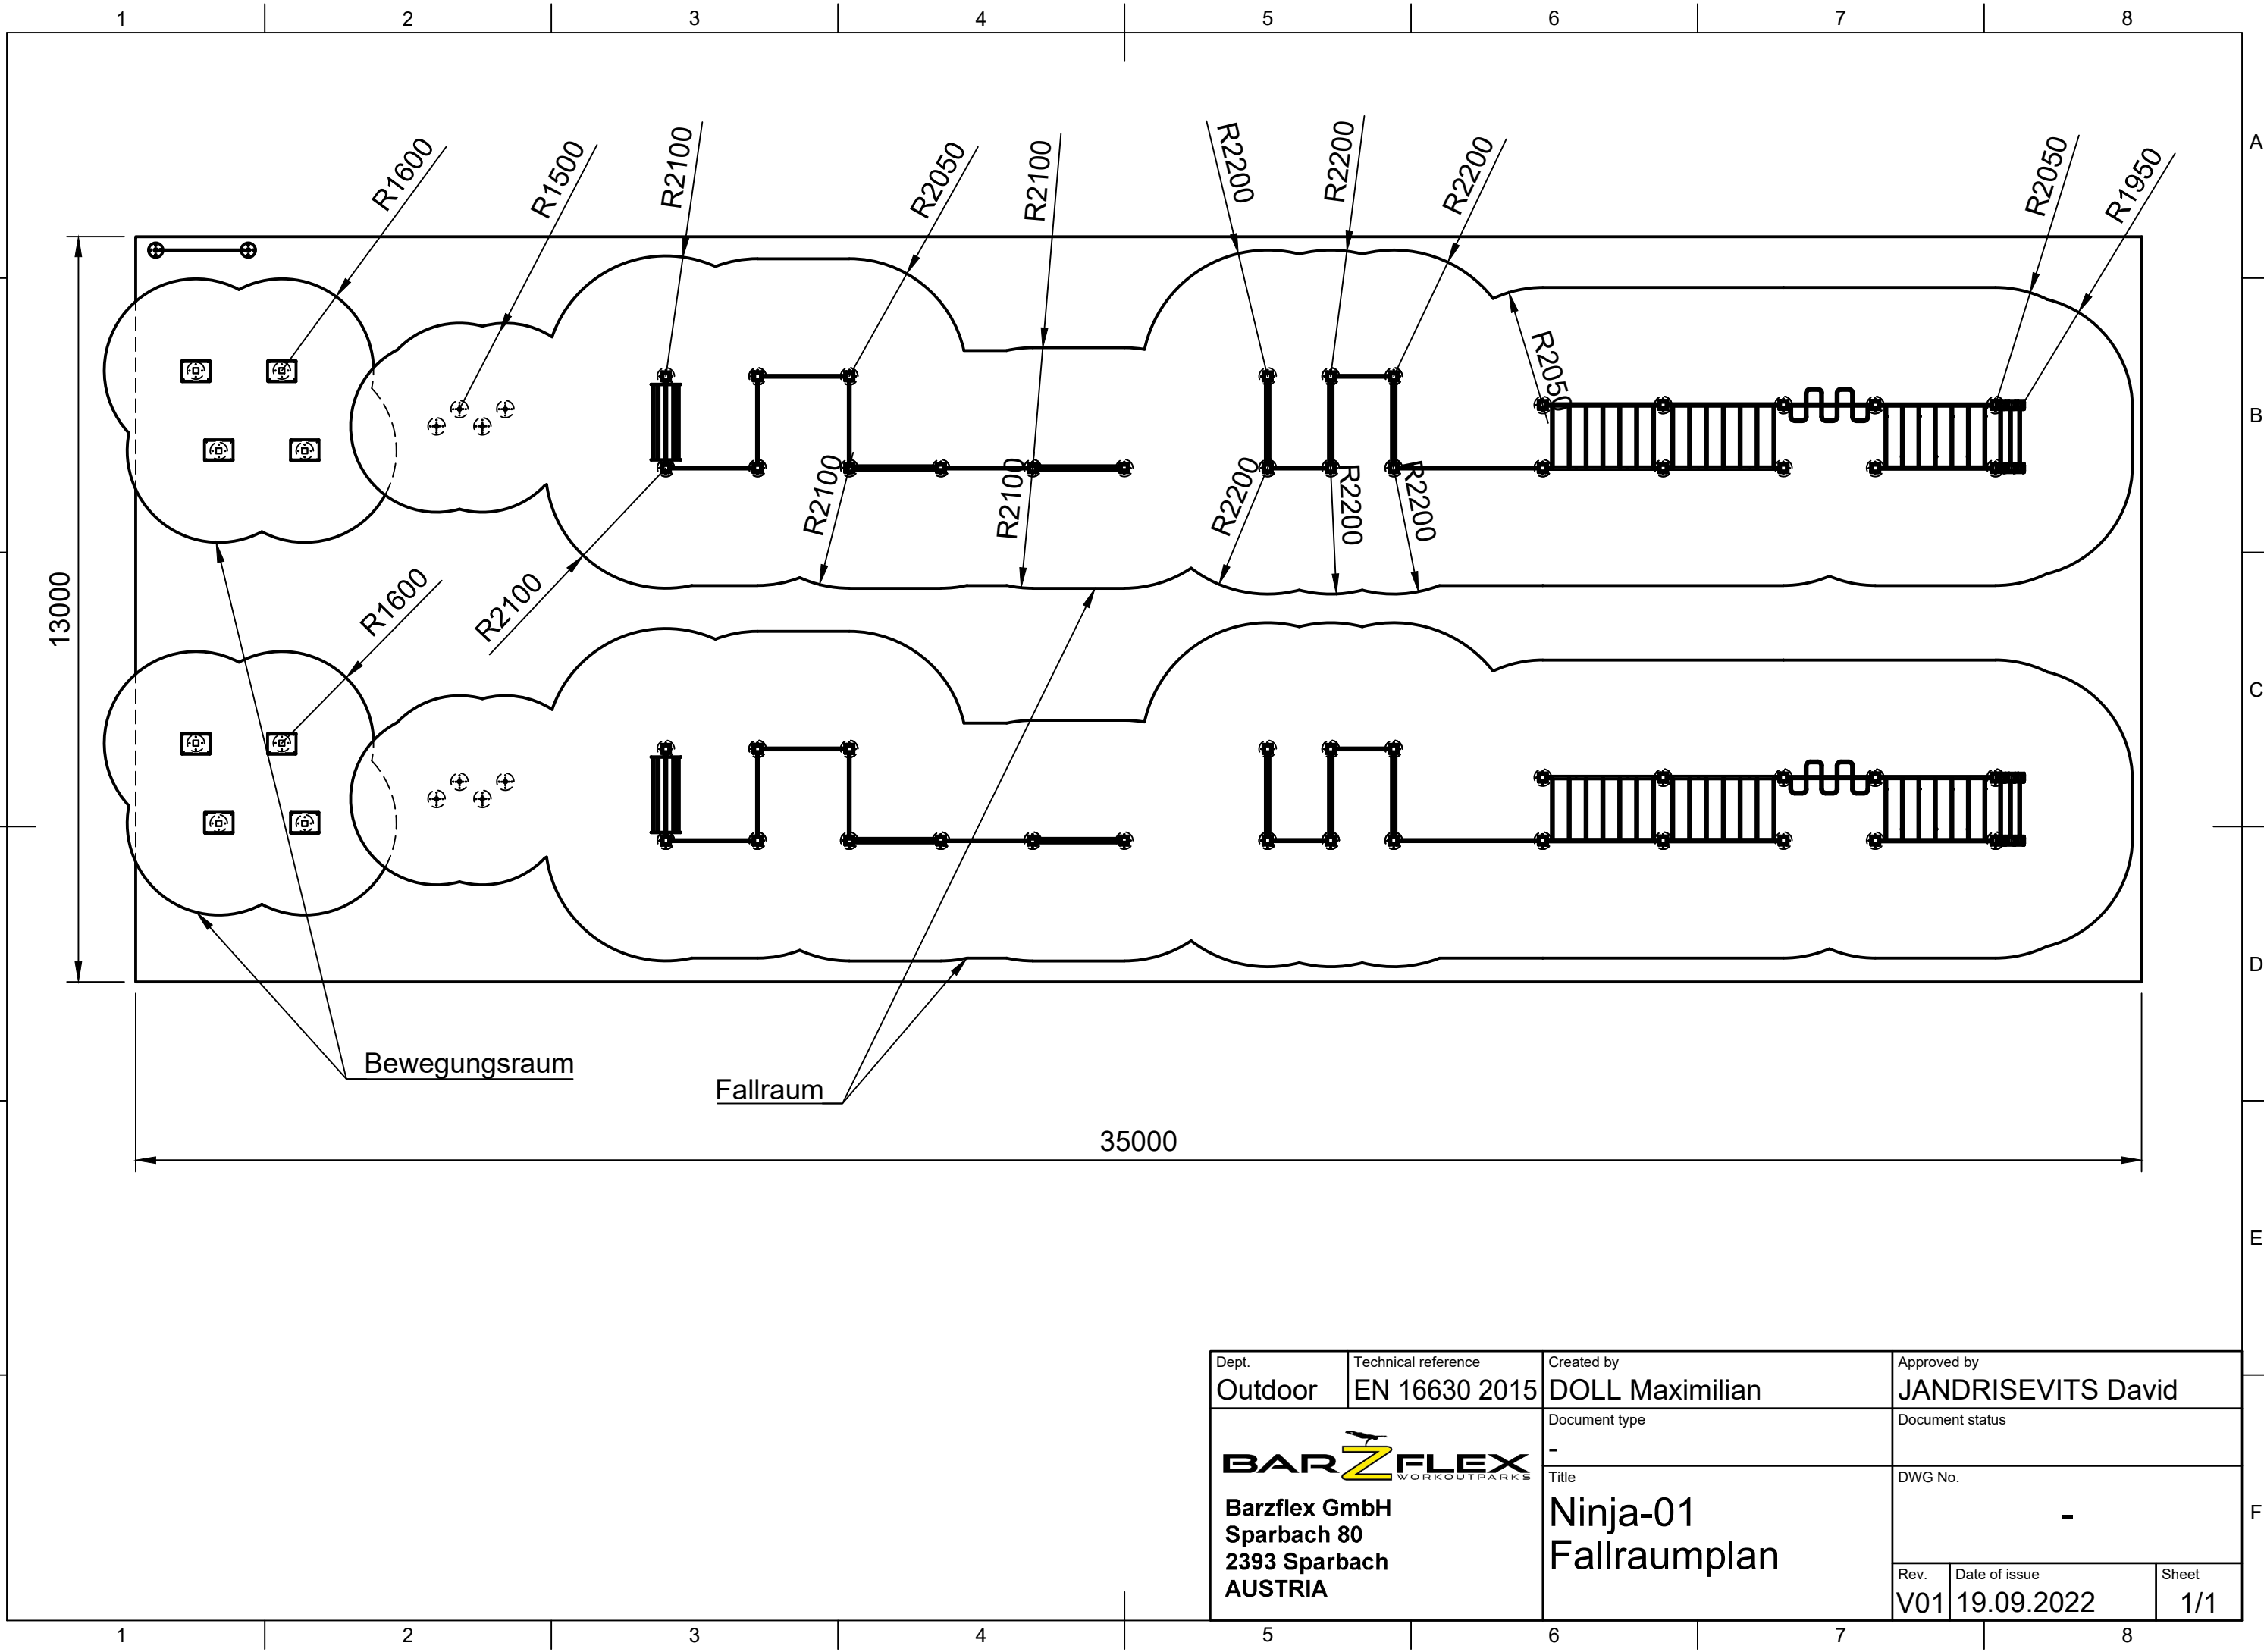 1 2 3 4 5 6 7 8
A
R1600
R1500
R2100
R2050
R2100
R2200
R2200
R2200
R2050
R1950
R2050
B
R2100
R2100
R2200
R2200
R2200
13000
R1600
R2100
C
D
Bewegungsraum
Fallraum
35000
E
Dept.
Outdoor
Technical reference
EN 16630 2015
Created by
DOLL Maximilian
Approved by
JANDRISEVITS David
BARZFLEX
WORKOUTPARKS
Barzflex GmbH
Sparbach 80
2393 Sparbach
AUSTRIA
Document type
-
Document status
Title
Ninja-01
Fallraumplan
DWG No.
-
F
Rev.
V01
Date of issue
19.09.2022
Sheet
1/1
1 2 3 4 5 6 7 8